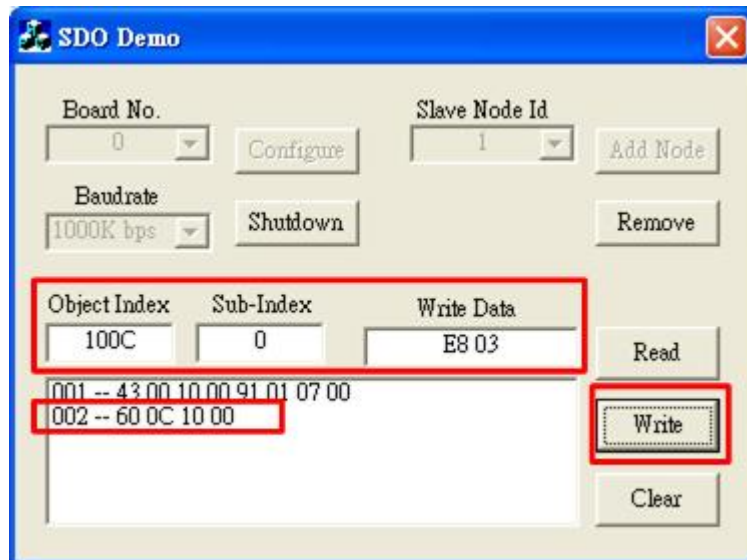 SDO Demo
Board No.
Slave Node Id
0
Configure
1
Add Node
Baudrate
1000K bps
Shutdown
Remove
Object Index
Sub-Index
Write Data
100C
0
E8 03
Read
001 -- 43 00 10 00 91 01 07 00
002 -- 60 0C 10 00
Write
Clear